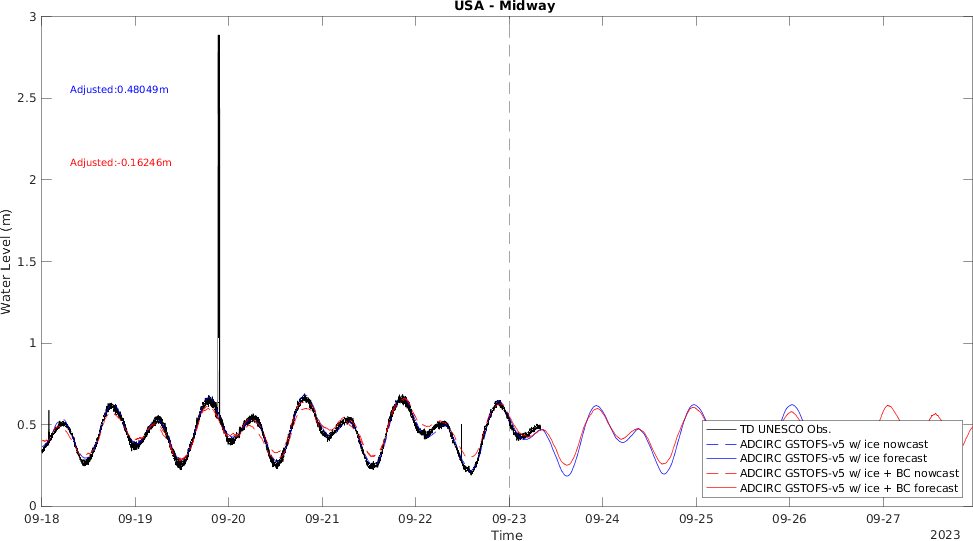 USA - Midway
3
2.5
2
1.5
1
0.5
0
Water Level (m)
Adjusted:0.48049m
Adjusted:-0.16246m
TD UNESCO Obs.
ADCIRC GSTOFS-v5 w/ ice nowcast
ADCIRC GSTOFS-v5 w/ ice forecast
ADCIRC GSTOFS-v5 w/ ice + BC nowcast
ADCIRC GSTOFS-v5 w/ ice + BC forecast
09-18 09-19 09-20 09-21 09-22 09-23 09-24 09-25 09-26 09-27
Time
2023